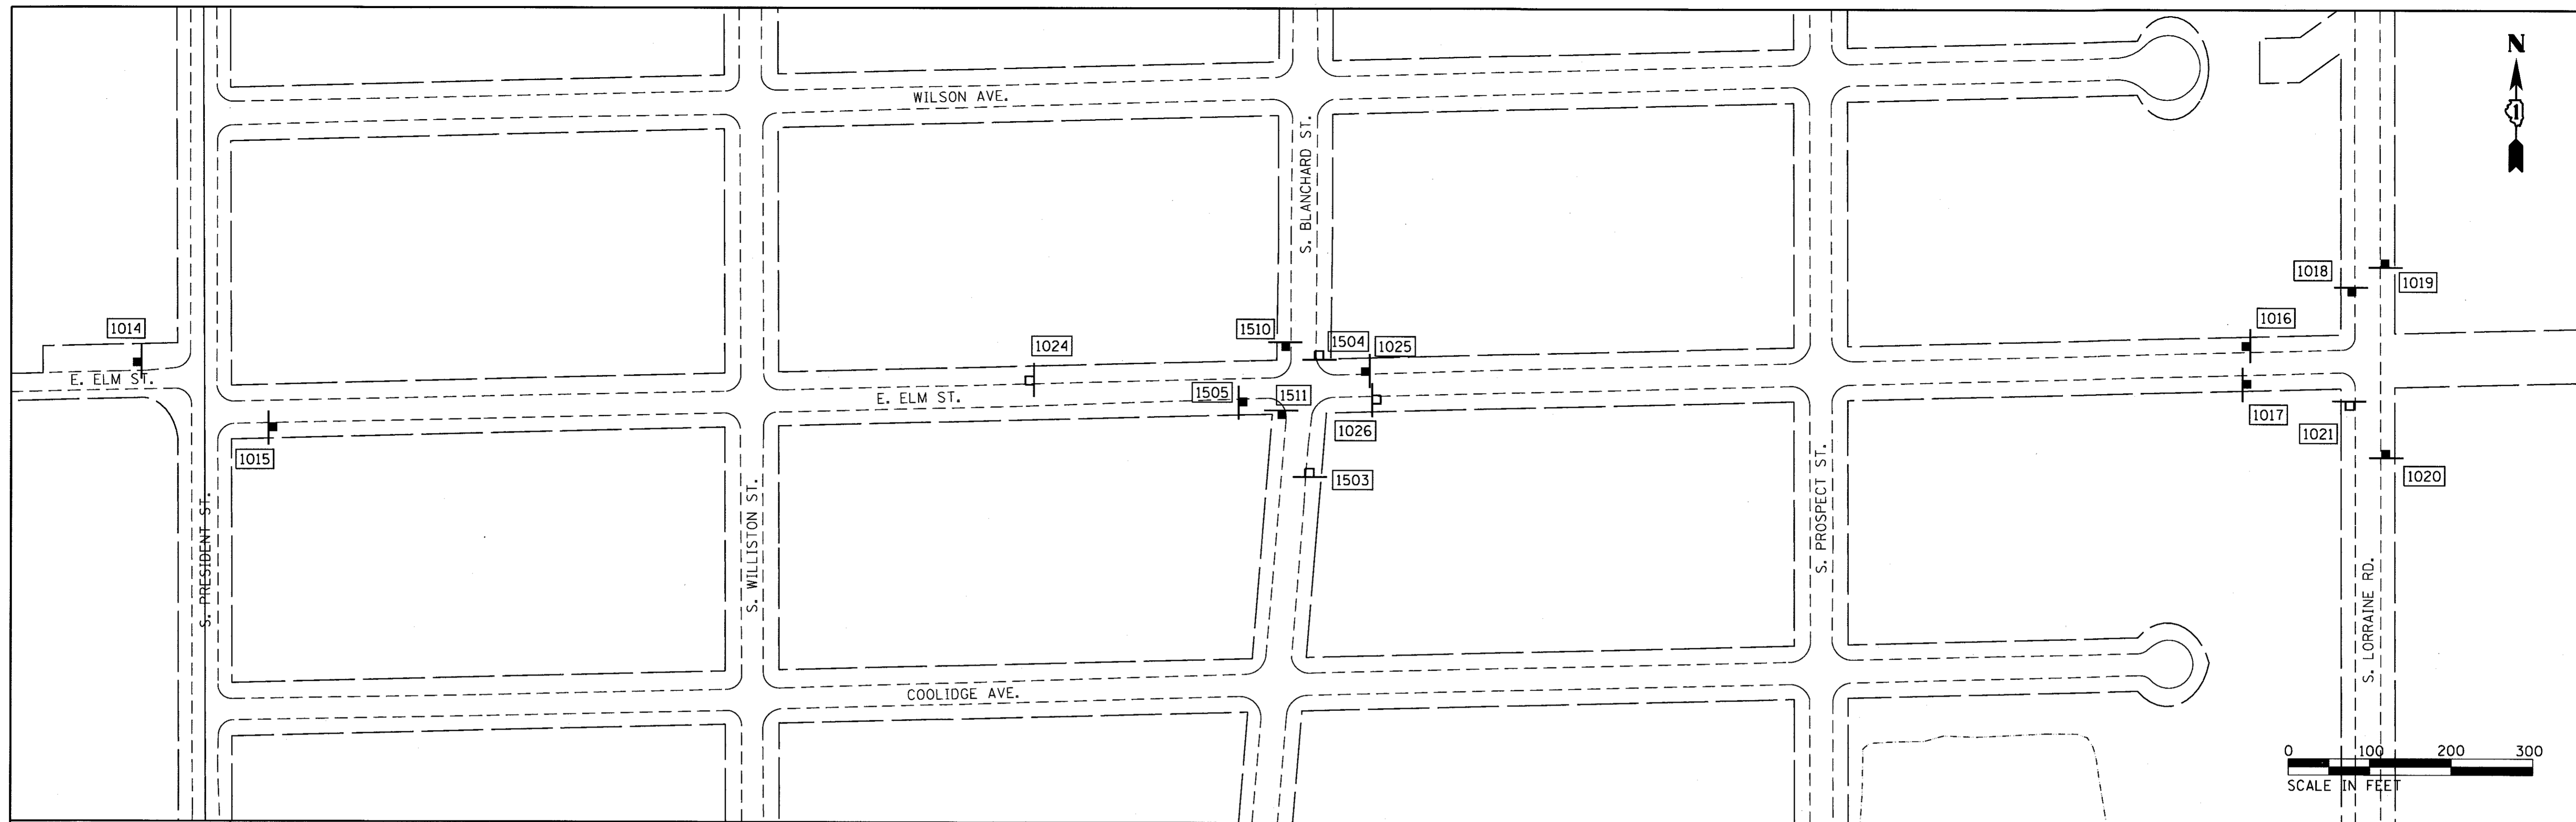 N
WILSON AVE.
S. BLANCHARD ST.
1018
1019
1014
1510
1504
1025
1016
1024
E. ELM ST.
1505
1511
E. ELM ST.
1026
1017
1021
1015
1503
1020
S. PRESIDENT ST.
S. WILLISTON ST.
S. PROSPECT ST.
S. LORRAINE RD.
COOLIDGE AVE.
0 100 200 300
SCALE IN FEET